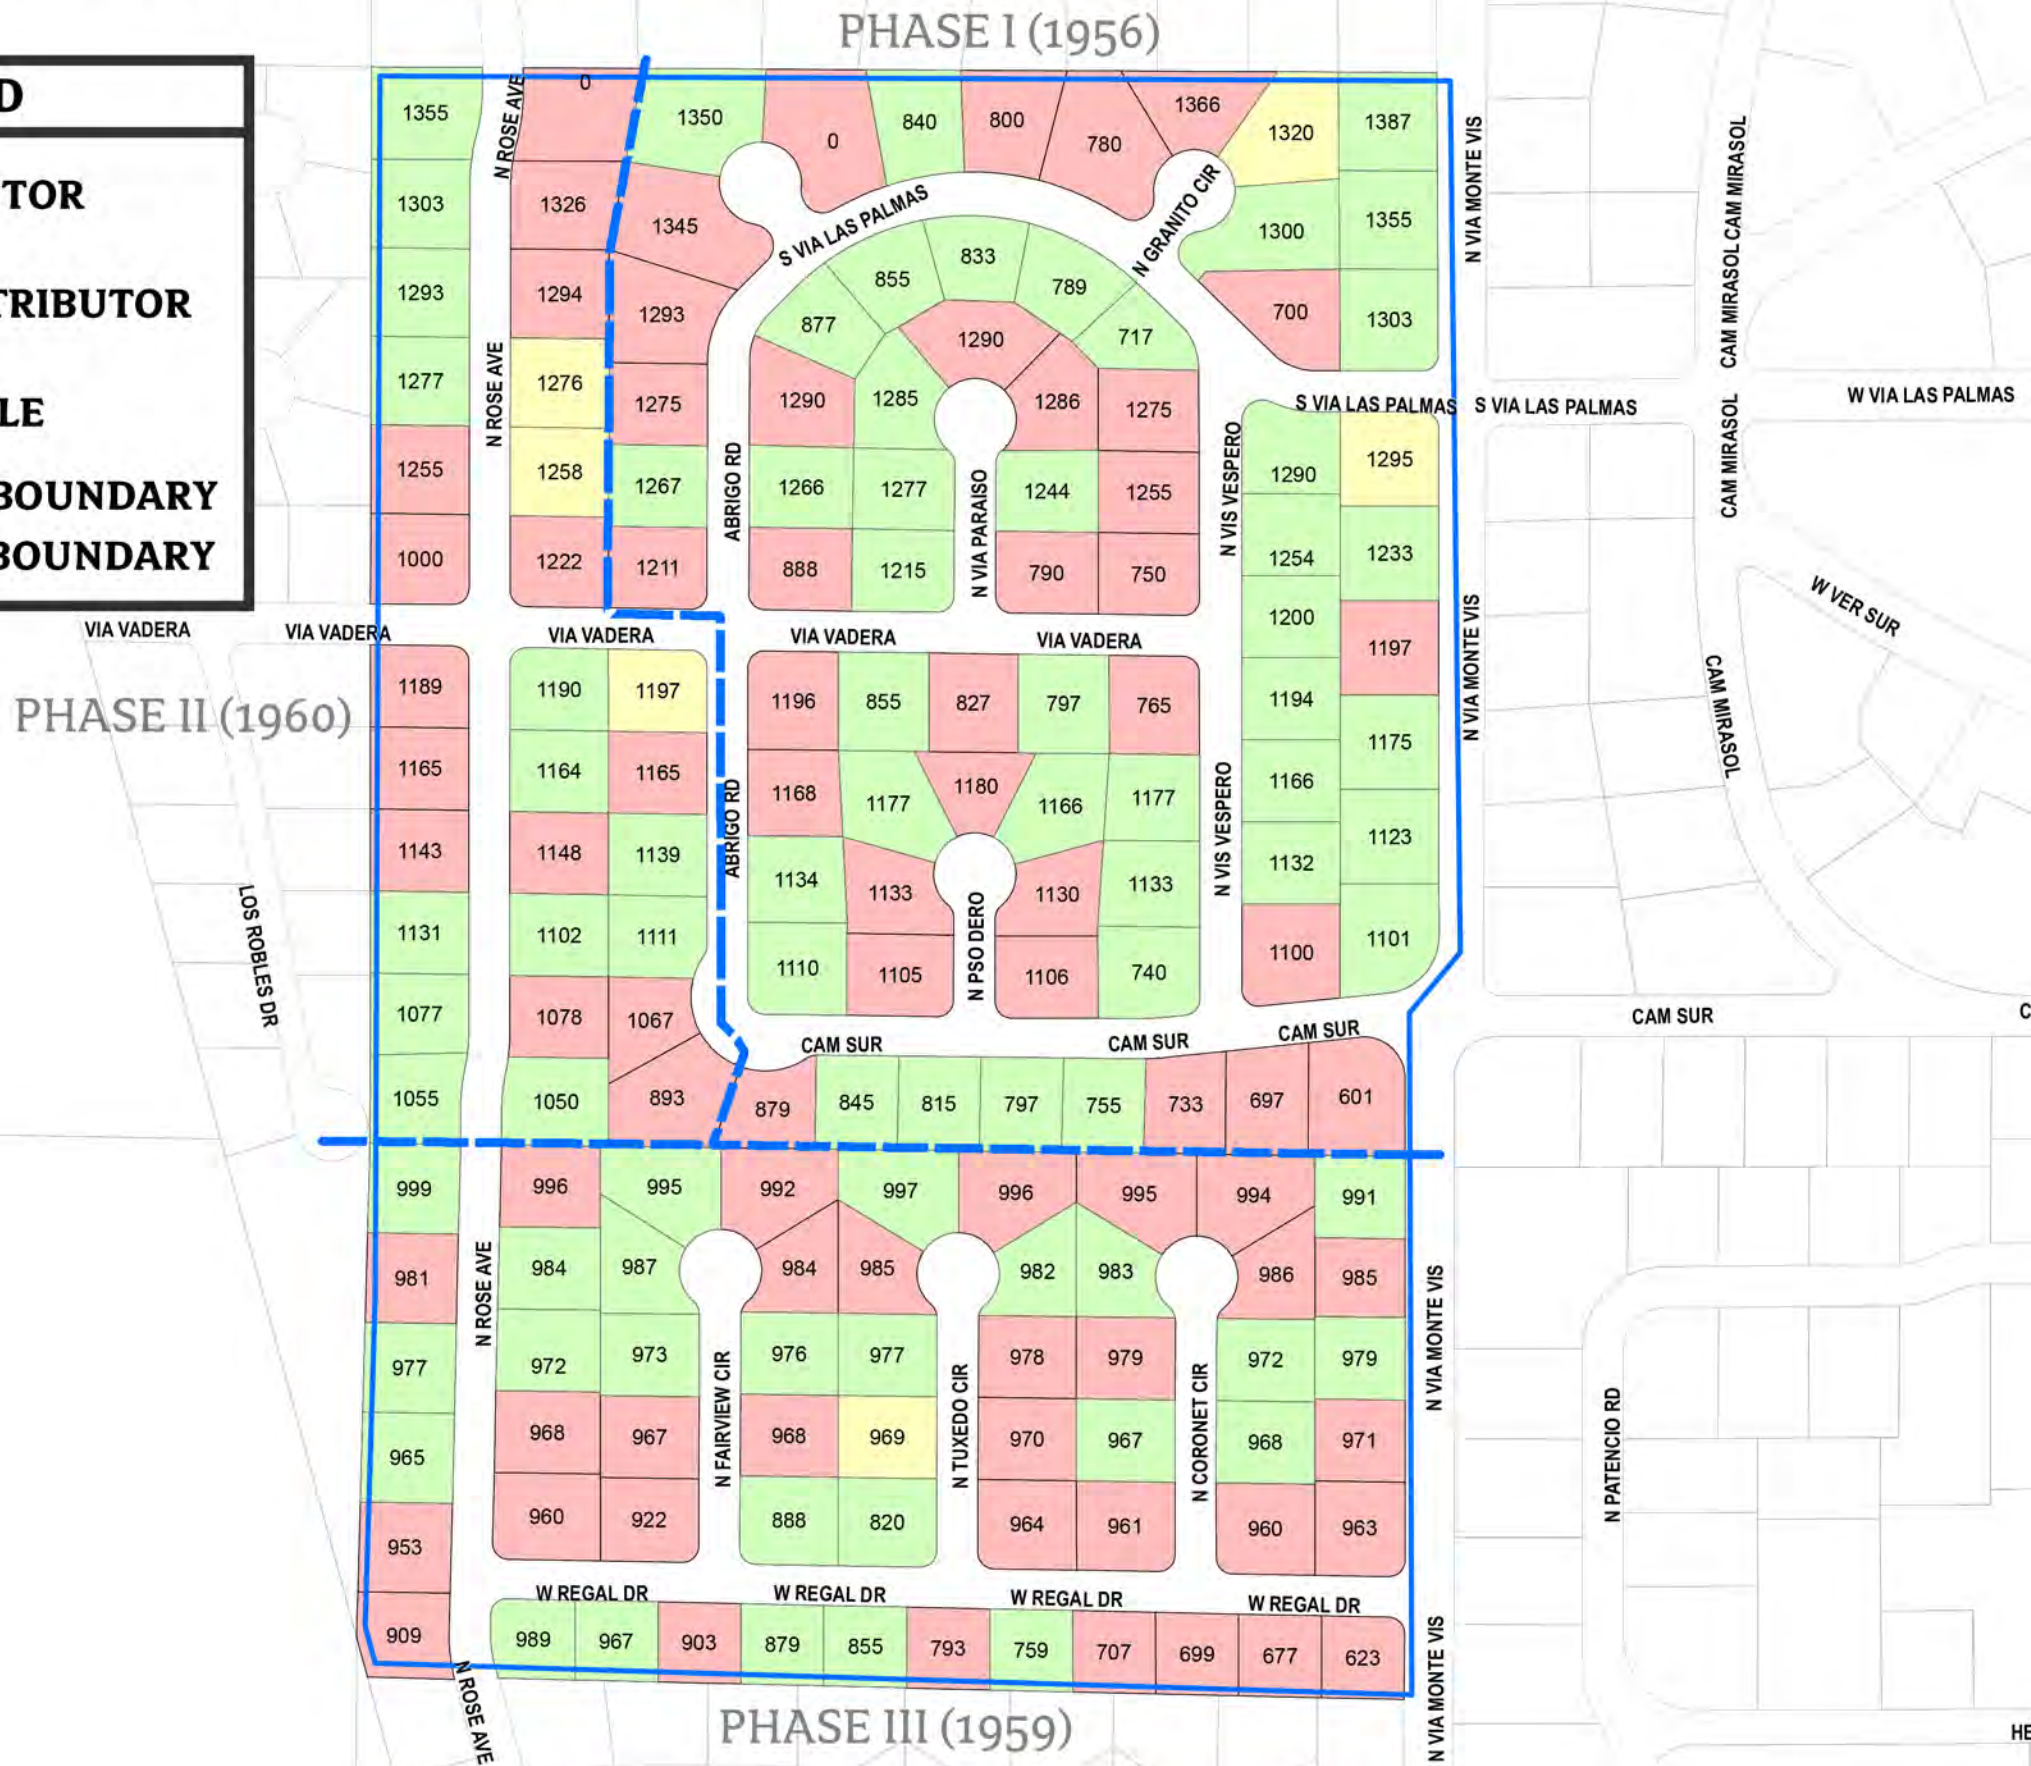 PHASE I (1956)
D
TOR
TRIBUTOR
LE
BOUNDARY
BOUNDARY
PHASE II (1960)
PHASE III (1959)
1355
0
1350
0
840
800
780
1366
1320
1387
N ROSE AVE
1303
1326
1345
S VIA LAS PALMAS
N GRANITO CIR
1300
1355
N VIA MONTE VIS
CAM MIRASOL
CAM MIRASOL
1293
1294
1293
877
855
833
789
717
700
1303
CAM MIRASOL
N ROSE AVE
1277
1276
1275
1290
1285
1290
1286
1275
S VIA LAS PALMAS
S VIA LAS PALMAS
W VIA LAS PALMAS
1255
1258
1267
ABRIGO RD
1266
1277
N VIA PARAISO
1244
1255
N VIS VESPERO
1290
1295
CAM MIRASOL
1000
1222
1211
888
1215
790
750
1254
1233
VIA VADERA
VIA VADERA
VIA VADERA
VIA VADERA
VIA VADERA
1200
1197
N VIA MONTE VIS
W VER SUR
1189
1190
1197
1196
855
827
797
765
1194
1175
CAM MIRASOL
1165
1164
1165
ABRIGO RD
1168
1177
1180
1166
1177
N VIS VESPERO
1166
1123
1143
1148
1139
1134
1133
1130
1133
1132
LOS ROBLES DR
1131
1102
1111
1110
1105
N PSO DERO
1106
740
1100
1101
1077
1078
1067
CAM SUR
CAM SUR
CAM SUR
CAM SUR
C
1055
1050
893
879
845
815
797
755
733
697
601
999
996
995
992
997
996
995
994
991
981
N ROSE AVE
984
987
984
985
982
983
986
985
N VIA MONTE VIS
977
972
973
N FAIRVIEW CIR
976
977
N TUXEDO CIR
978
979
N CORONET CIR
972
979
965
968
967
968
969
970
967
968
971
N PATENCIO RD
953
960
922
888
820
964
961
960
963
W REGAL DR
W REGAL DR
W REGAL DR
W REGAL DR
909
989
967
903
879
855
793
759
707
699
677
623
N ROSE AVE
N VIA MONTE VIS
HE